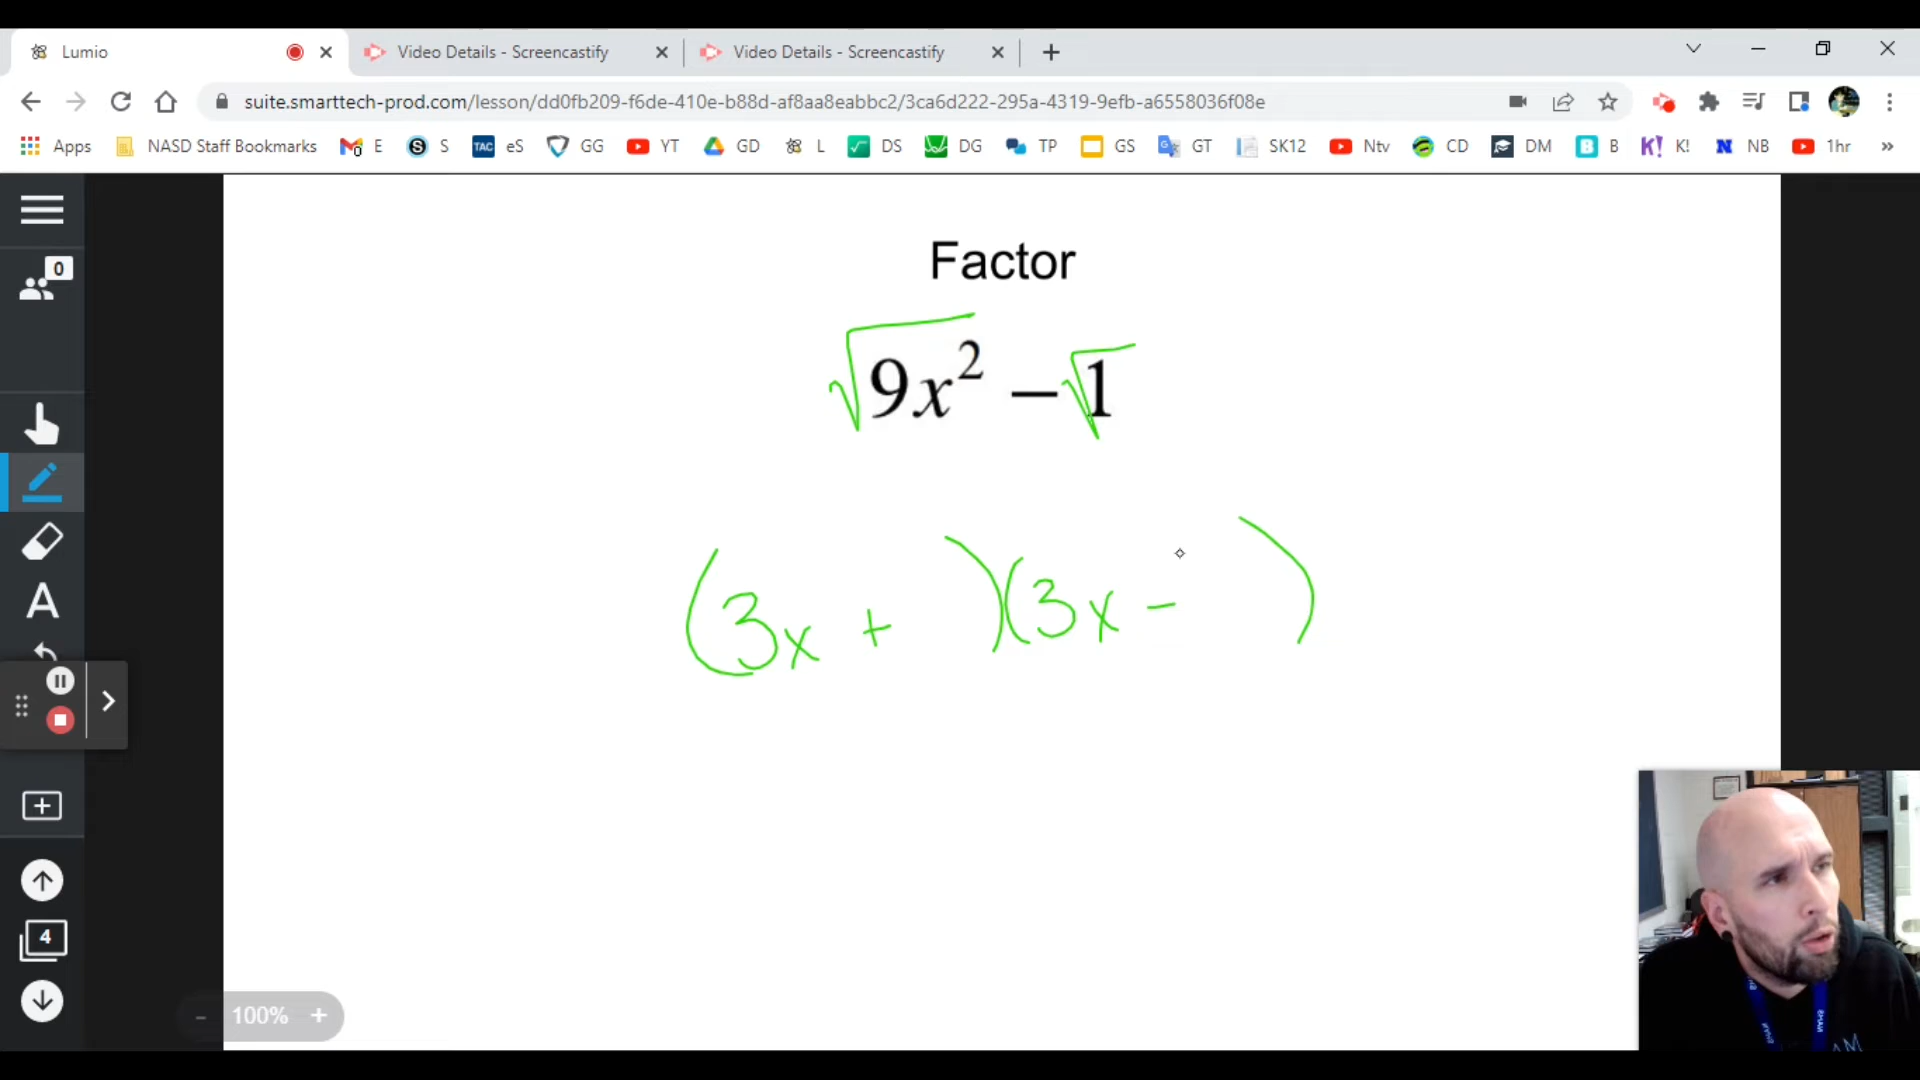 Lumio
Video Details - Screencastify
Video Details - Screencastify
suite.smarttech-prod.com/lesson/dd0fb209-f6de-410e-b88d-af8aa8eabbc2/3ca6d222-295a-4319-9efb-a6558036f08e
Apps NASD Staff Bookmarks E S TAC eS GG YT GD L DS DG TP GS GT SK12 Ntv CD DM B B K! K! N NB 1hr »
0
Factor
√9x² − √1
(3x + )(3x − )
A
4
- 100% +